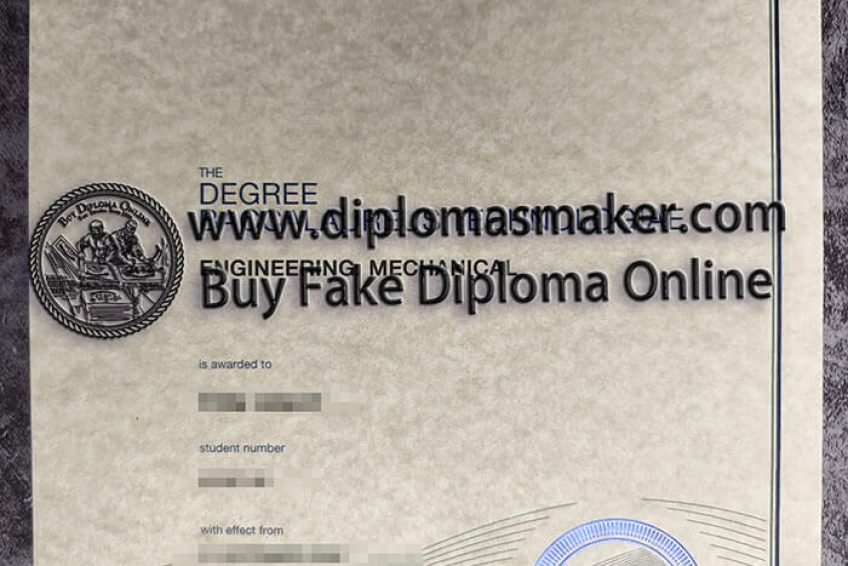 THE
DEGREE
www.diplomasmaker.com
ENGINEERING, MECHANICAL
Buy Fake Diploma Online
BUY DIPLOMA ONLINE
is awarded to
student number
with effect from